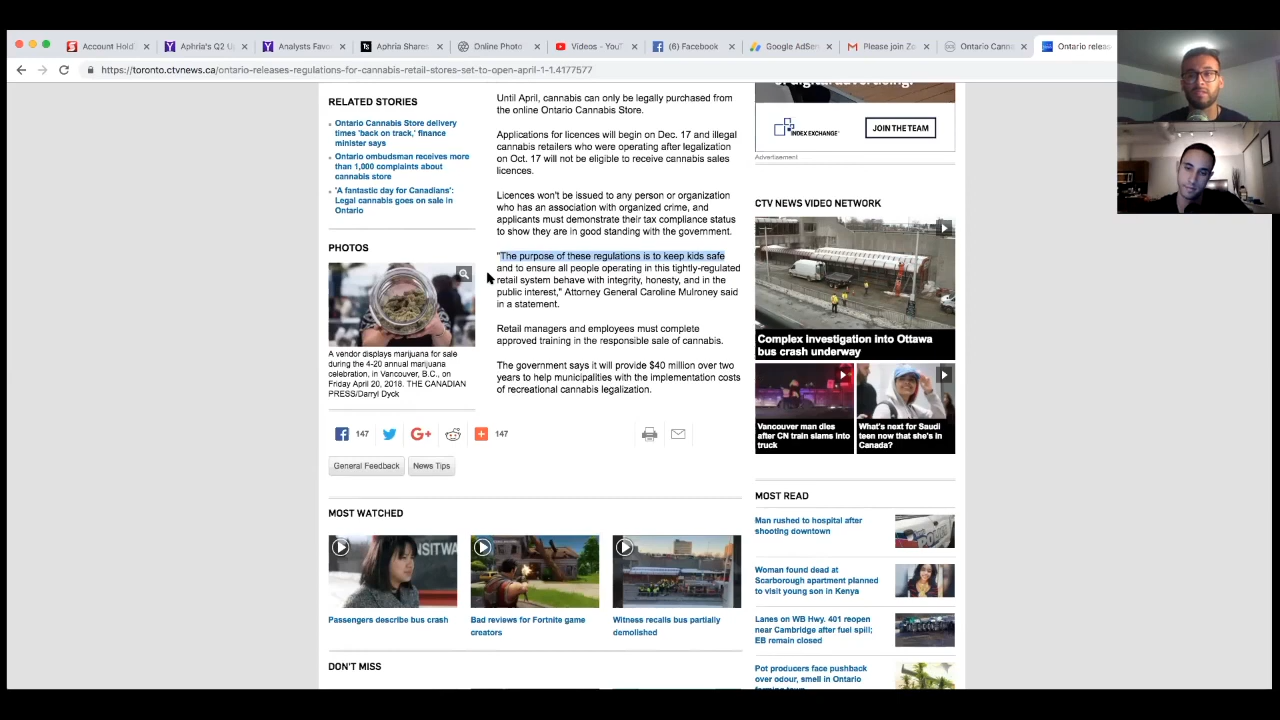 Account Hold
Aphria's Q2 U
Analysts Favo
Aphria Shares
Online Photo
Videos - YouT
(6) Facebook
Google AdSen
Please join Zo
Ontario Canna
Ontario releas
https://toronto.ctvnews.ca/ontario-releases-regulations-for-cannabis-retail-stores-set-to-open-april-1-1.4177577
RELATED STORIES
Ontario Cannabis Store delivery
times 'back on track,' finance
minister says
Ontario ombudsman receives more
than 1,000 complaints about
cannabis store
'A fantastic day for Canadians':
Legal cannabis goes on sale in
Ontario
PHOTOS
A vendor displays marijuana for sale
during the 4-20 annual marijuana
celebration, in Vancouver, B.C., on
Friday April 20, 2018. THE CANADIAN
PRESS/Darryl Dyck
Until April, cannabis can only be legally purchased from
the online Ontario Cannabis Store.
Applications for licences will begin on Dec. 17 and illegal
cannabis retailers who were operating after legalization
on Oct. 17 will not be eligible to receive cannabis sales
licences.
Licences won't be issued to any person or organization
who has an association with organized crime, and
applicants must demonstrate their tax compliance status
to show they are in good standing with the government.
"The purpose of these regulations is to keep kids safe
and to ensure all people operating in this tightly-regulated
retail system behave with integrity, honesty, and in the
public interest," Attorney General Caroline Mulroney said
in a statement.
Retail managers and employees must complete
approved training in the responsible sale of cannabis.
The government says it will provide $40 million over two
years to help municipalities with the implementation costs
of recreational cannabis legalization.
147
G+
147
General Feedback
News Tips
MOST WATCHED
Passengers describe bus crash
Bad reviews for Fortnite game
creators
Witness recalls bus partially
demolished
DON'T MISS
of digital advertising.
INDEX EXCHANGE
JOIN THE TEAM
Advertisement
CTV NEWS VIDEO NETWORK
Complex investigation into Ottawa
bus crash underway
Vancouver man dies
after CN train slams into
truck
What's next for Saudi
teen now that she's in
Canada?
MOST READ
Man rushed to hospital after
shooting downtown
Woman found dead at
Scarborough apartment planned
to visit young son in Kenya
Lanes on WB Hwy. 401 reopen
near Cambridge after fuel spill;
EB remain closed
Pot producers face pushback
over odour, smell in Ontario